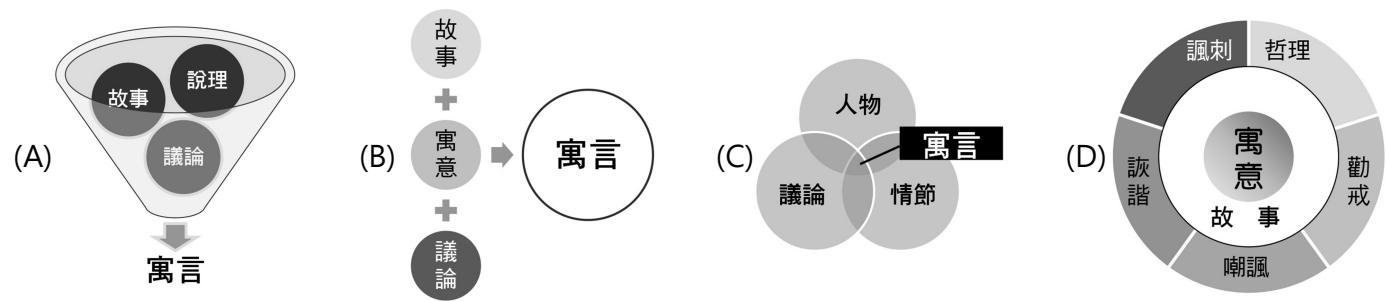 (A)
故事
說理
議論
寓言
(B)
故事
寓意
議論
寓言
(C)
人物
議論
情節
寓言
(D)
諷刺
哲理
詼諧
勸戒
嘲諷
寓意
故 事